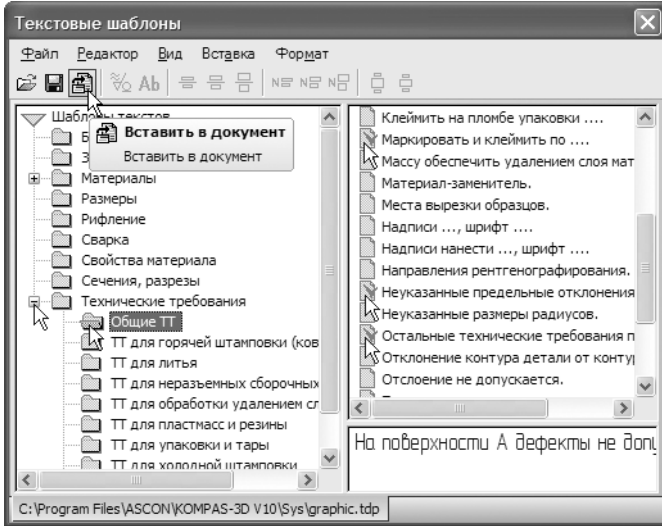 Текстовые шаблоны
Файл Редактор Вид Вставка Формат
Ab
Шаблоны текстов
Вставить в документ
Вставить в документ
Материалы
Размеры
Рифление
Сварка
Свойства материала
Сечения, разрезы
Технические требования
Общие ТТ
ТТ для горячей штамповки (ков
ТТ для литья
ТТ для неразъемных сборочных
ТТ для обработки удалением сл
ТТ для пластмасс и резины
ТТ для упаковки и тары
ТТ для холодной штамповки
Клеймить на пломбе упаковки ....
Маркировать и клеймить по ....
Массу обеспечить удалением слоя мат
Материал-заменитель.
Места вырезки образцов.
Надписи ..., шрифт ....
Надписи нанести ..., шрифт ....
Направления рентгенографирования.
Неуказанные предельные отклонения
Неуказанные размеры радиусов.
Остальные технические требования п
Отклонение контура детали от контур
Отслоение не допускается.
На поверхности А дефекты не допу
C:\Program Files\ASCON\KOMPAS-3D V10\Sys\graphic.tdp